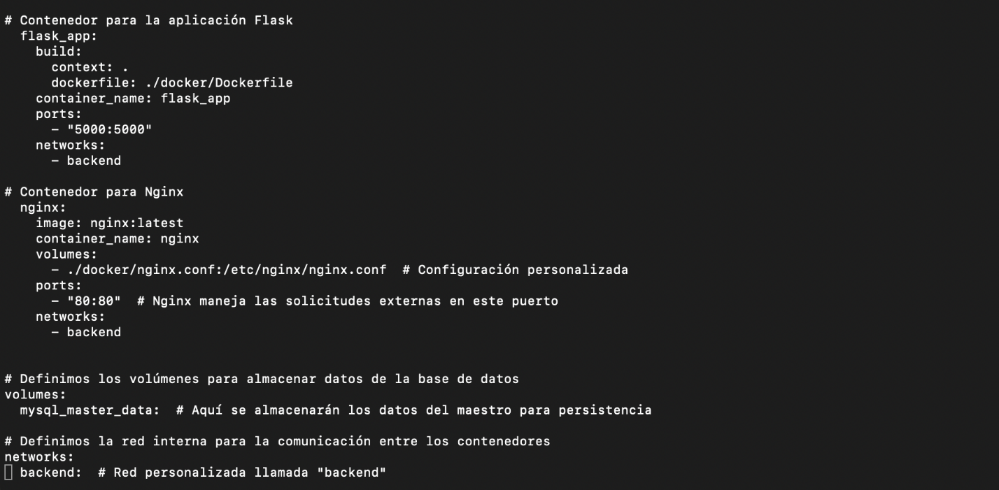 # Contenedor para la aplicación Flask
  flask_app:
    build:
      context: .
      dockerfile: ./docker/Dockerfile
    container_name: flask_app
    ports:
      - "5000:5000"
    networks:
      - backend

# Contenedor para Nginx
  nginx:
    image: nginx:latest
    container_name: nginx
    volumes:
      - ./docker/nginx.conf:/etc/nginx/nginx.conf  # Configuración personalizada
    ports:
      - "80:80"  # Nginx maneja las solicitudes externas en este puerto
    networks:
      - backend


# Definimos los volúmenes para almacenar datos de la base de datos
volumes:
  mysql_master_data:  # Aquí se almacenarán los datos del maestro para persistencia

# Definimos la red interna para la comunicación entre los contenedores
networks:
  backend:  # Red personalizada llamada "backend"